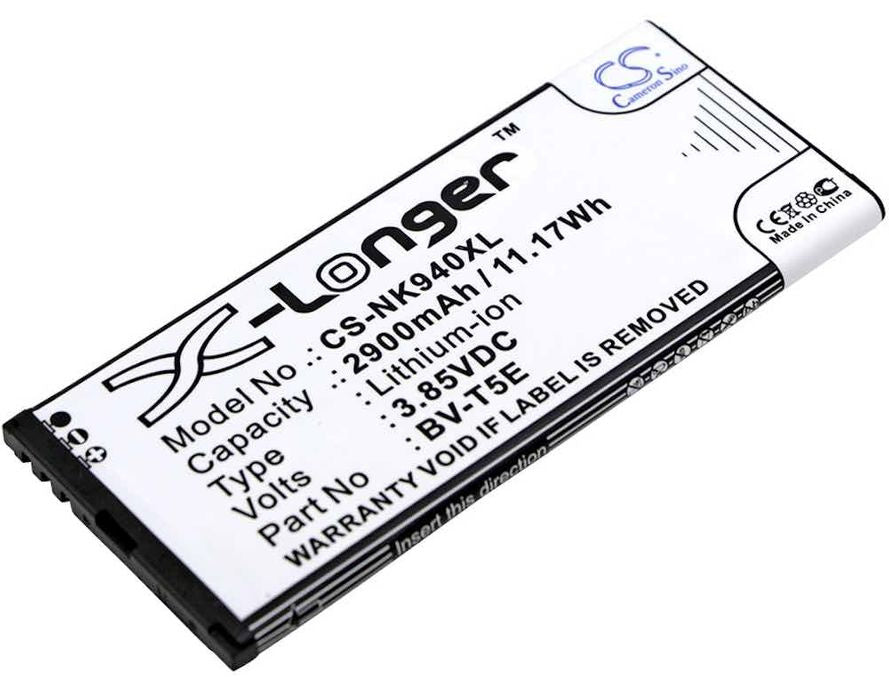 CS
Cameron Sino
X-Longer™
Model No : CS-NK940XL
Capacity : 2900mAh / 11.17Wh
Type : Lithium-ion
Volts : 3.85VDC
Part No : BV-T5E
WARRANTY VOID IF LABEL IS REMOVED!
Insert this direction
CE
Made in China